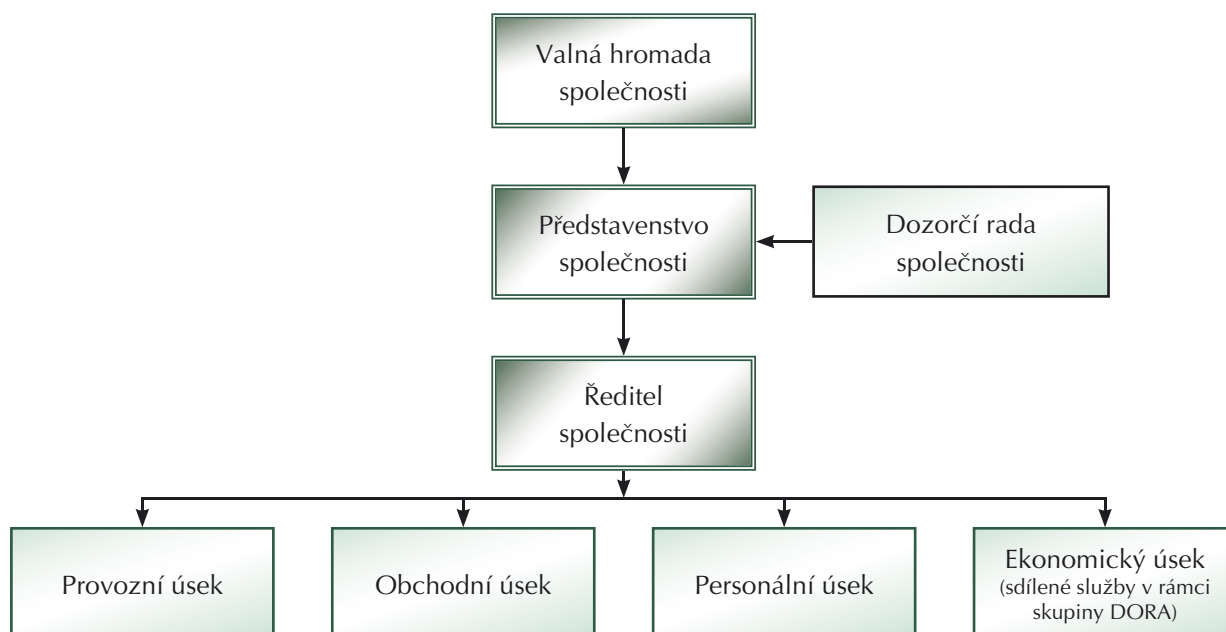 Valná hromada
společnosti
Představenstvo
společnosti
Dozorčí rada
společnosti
Ředitel
společnosti
Provozní úsek
Obchodní úsek
Personální úsek
Ekonomický úsek
(sdílené služby v rámci
skupiny DORA)